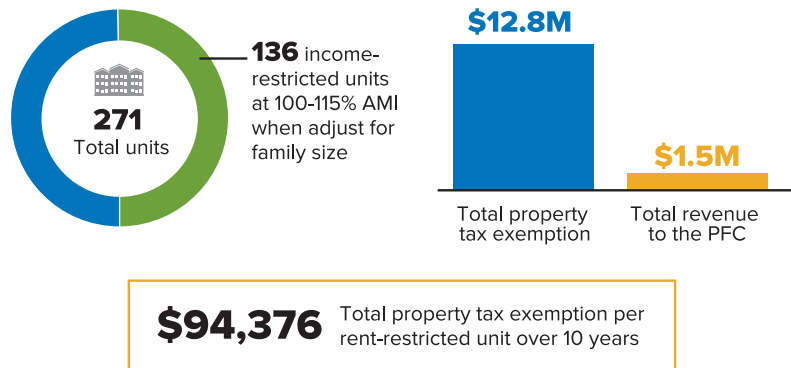 271
Total units
136 income-
restricted units
at 100-115% AMI
when adjust for
family size
$12.8M
$1.5M
Total property
tax exemption
Total revenue
to the PFC
$94,376
Total property tax exemption per
rent-restricted unit over 10 years